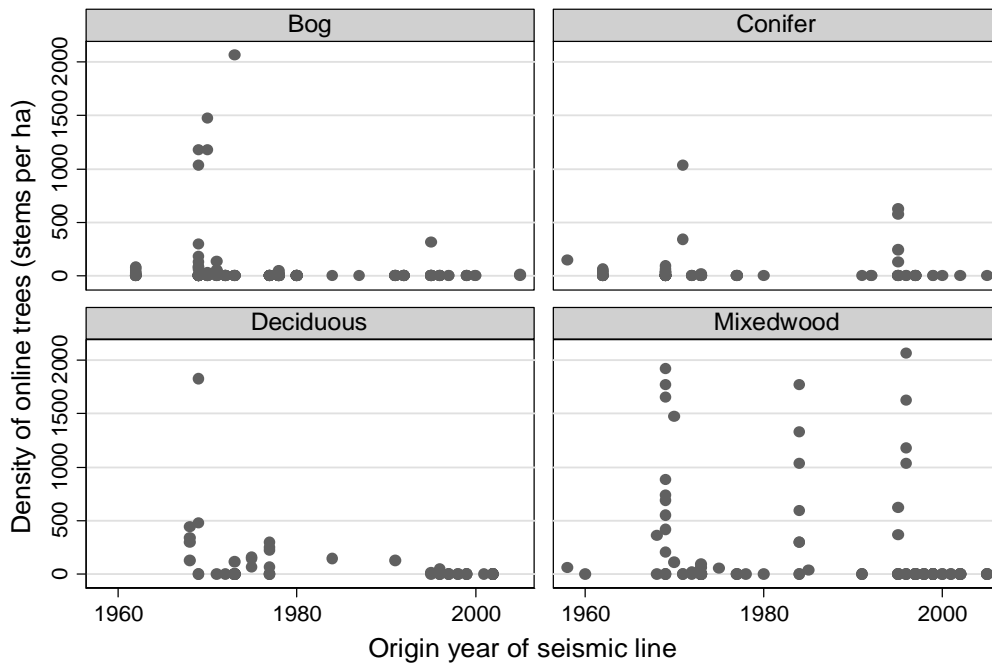 Bog
Conifer
Density of online trees (stems per ha)
2000
1500
1000
500
0
Deciduous
Mixedwood
2000
1500
1000
500
0
1960 1980 2000 1960 1980 2000
Origin year of seismic line